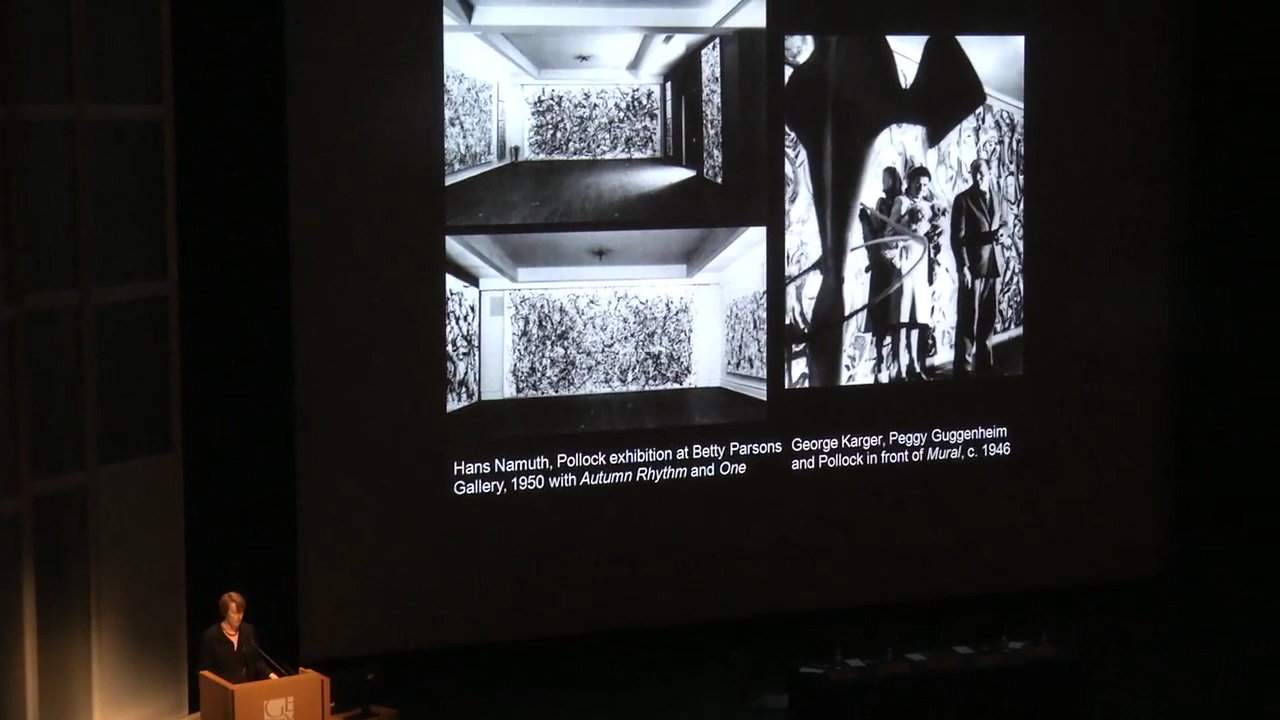 Hans Namuth, Pollock exhibition at Betty Parsons
Gallery, 1950 with Autumn Rhythm and One
George Karger, Peggy Guggenheim
and Pollock in front of Mural, c. 1946